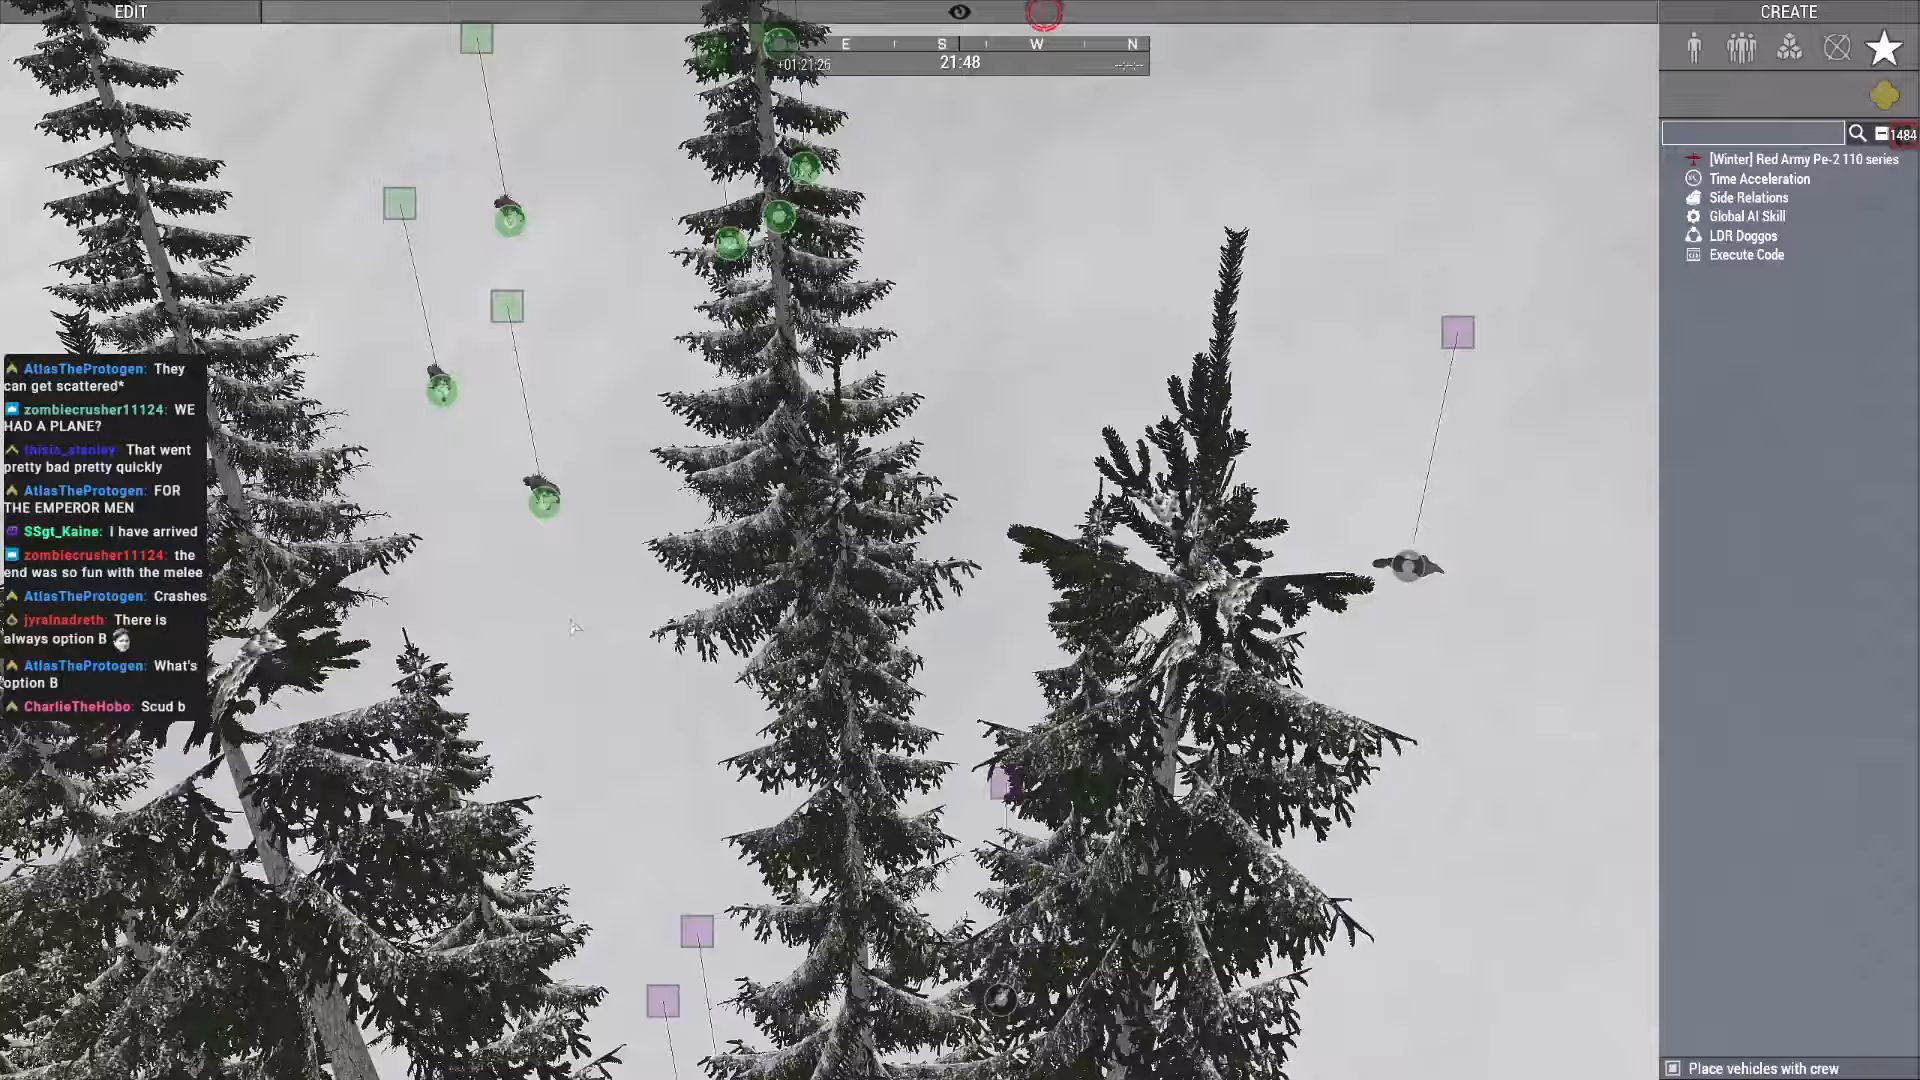 EDIT
CREATE
E S W N
+01:21:26 21:48 --:--:--
1484
[Winter] Red Army Pe-2 110 series
Time Acceleration
Side Relations
Global AI Skill
LDR Doggos
Execute Code
AtlasTheProtogen: They
can get scattered*
zombiecrusher11124: WE
HAD A PLANE?
That went
pretty bad pretty quickly
AtlasTheProtogen: FOR
THE EMPEROR MEN
SSgt_Kaine: I have arrived
zombiecrusher11124: the
end was so fun with the melee
AtlasTheProtogen: Crashes
jyralnadreth: There is
always option B
AtlasTheProtogen: What's
option B
CharlieTheHobo: Scud b
Place vehicles with crew